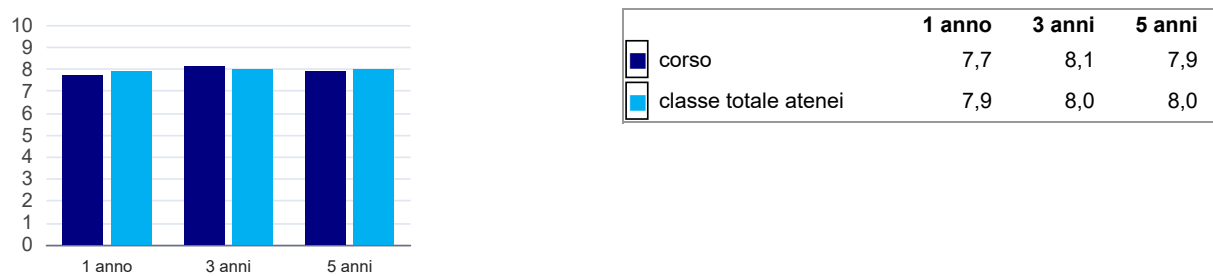 10
9
8
7
6
5
4
3
2
1
0
1 anno 3 anni 5 anni
1 anno 3 anni 5 anni
corso 7,7 8,1 7,9
classe totale atenei 7,9 8,0 8,0